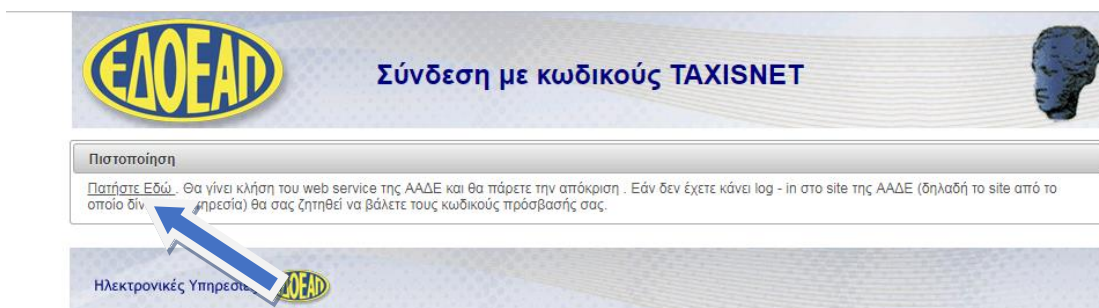 ΕΔΟΕΑΠ
Σύνδεση με κωδικούς TAXISNET
Πιστοποίηση
Πατήστε Εδώ . Θα γίνει κλήση του web service της ΑΑΔΕ και θα πάρετε την απόκριση . Εάν δεν έχετε κάνει log - in στο site της ΑΑΔΕ (δηλαδή το site από το
οποίο θα σας ζητηθεί να βάλετε τους κωδικούς πρόσβασής σας.
Ηλεκτρονικές
ΕΔΟΕΑΠ